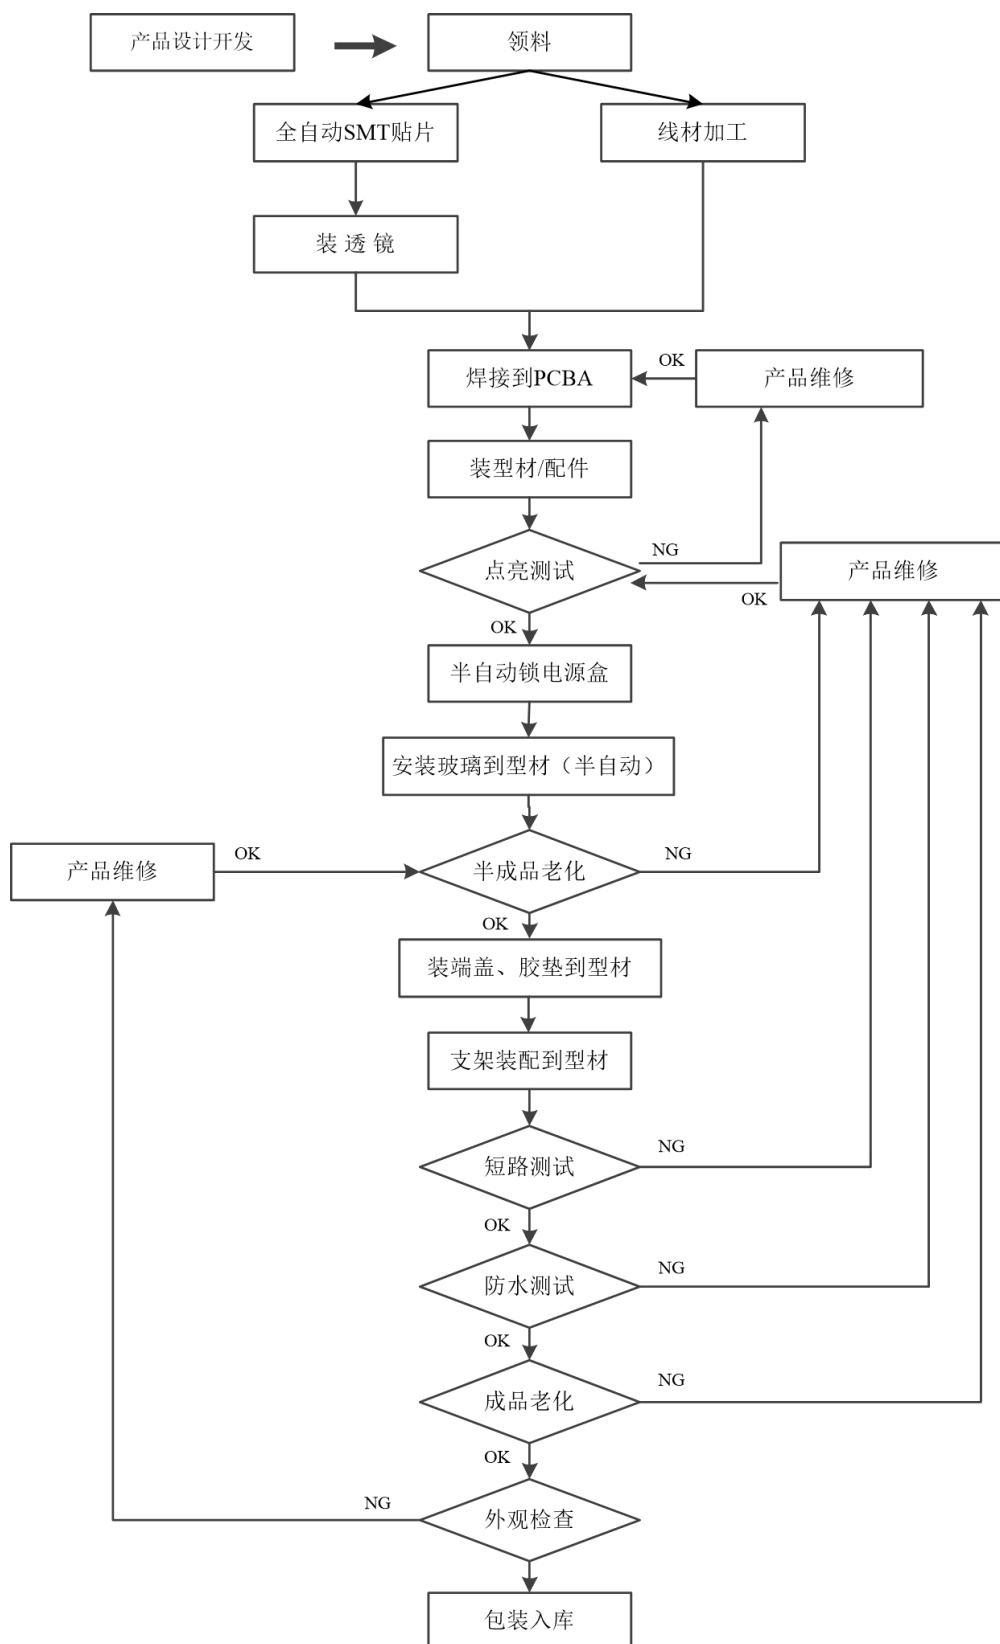 产品设计开发
领料
全自动SMT贴片
线材加工
装 透 镜
焊接到PCBA
OK
产品维修
装型材/配件
点亮测试
NG
产品维修
OK
OK
半自动锁电源盒
安装玻璃到型材（半自动）
产品维修
OK
半成品老化
NG
OK
装端盖、胶垫到型材
支架装配到型材
短路测试
NG
OK
防水测试
NG
OK
成品老化
NG
OK
NG
外观检查
包装入库